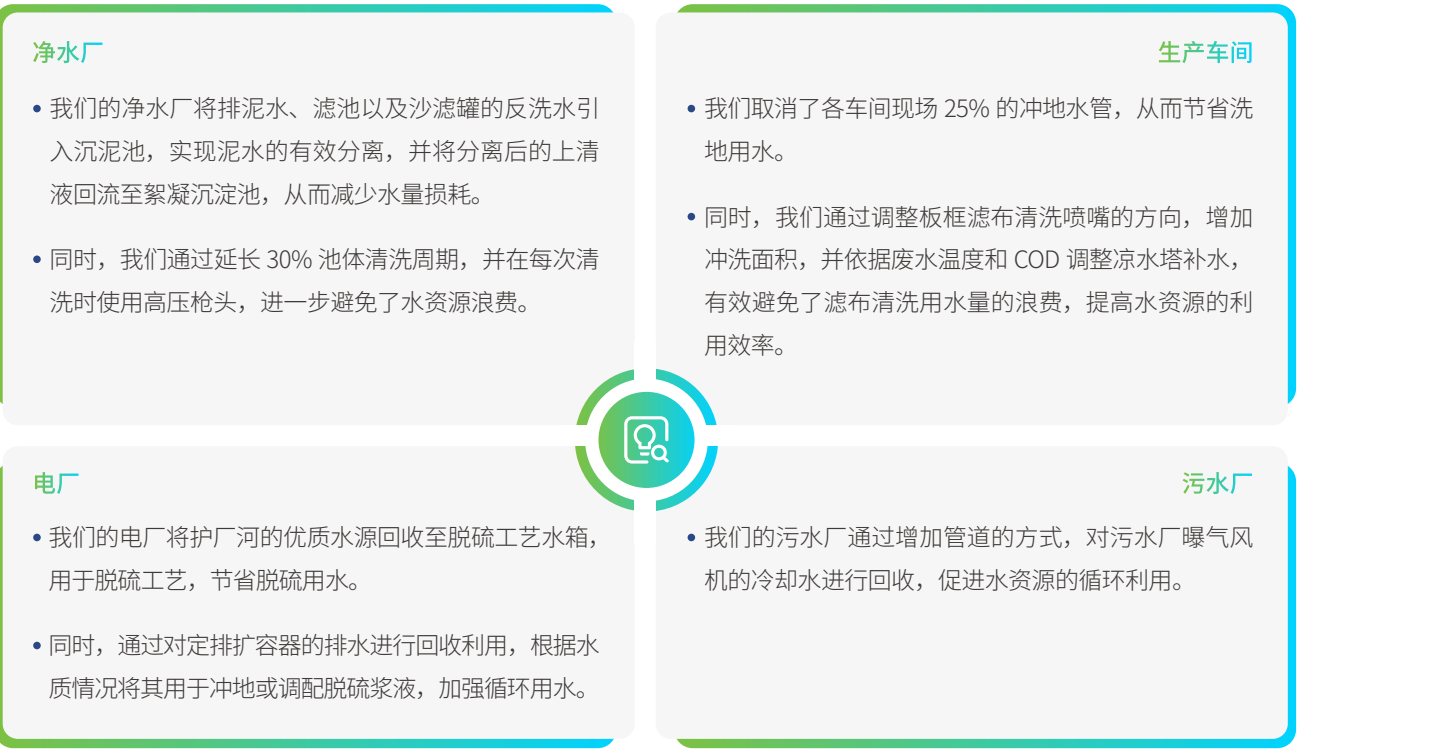 净水厂
• 我们的净水厂将排泥水、滤池以及沙滤罐的反洗水引
入沉泥池，实现泥水的有效分离，并将分离后的上清
液回流至絮凝沉淀池，从而减少水量损耗。
• 同时，我们通过延长 30% 池体清洗周期，并在每次清
洗时使用高压枪头，进一步避免了水资源浪费。
生产车间
• 我们取消了各车间现场 25% 的冲地水管，从而节省洗
地用水。
• 同时，我们通过调整板框滤布清洗喷嘴的方向，增加
冲洗面积，并依据废水温度和 COD 调整凉水塔补水，
有效避免了滤布清洗用水量的浪费，提高水资源的利
用效率。
电厂
• 我们的电厂将护厂河的优质水源回收至脱硫工艺水箱，
用于脱硫工艺，节省脱硫用水。
• 同时，通过对定排扩容器的排水进行回收利用，根据水
质情况将其用于冲地或调配脱硫浆液，加强循环用水。
污水厂
• 我们的污水厂通过增加管道的方式，对污水厂曝气风
机的冷却水进行回收，促进水资源的循环利用。